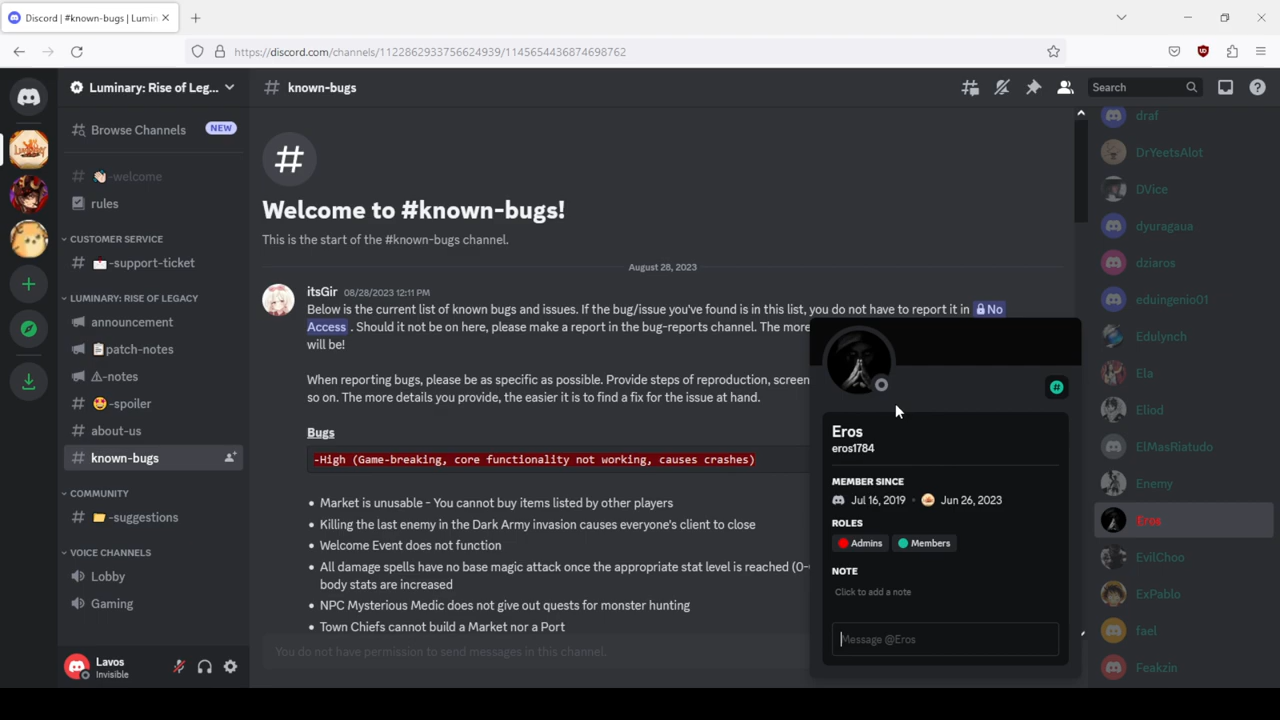 Discord | #known-bugs | Lumin
https://discord.com/channels/1122862933756624939/1145654436874698762
Luminary: Rise of Leg...
Browse Channels NEW
-welcome
rules
CUSTOMER SERVICE
-support-ticket
LUMINARY: RISE OF LEGACY
announcement
patch-notes
-notes
-spoiler
about-us
known-bugs
COMMUNITY
-suggestions
VOICE CHANNELS
Lobby
Gaming
Lavos
Invisible
known-bugs
Search
Welcome to #known-bugs!
This is the start of the #known-bugs channel.
August 28, 2023
itsGir 08/28/2023 12:11 PM
Below is the current list of known bugs and issues. If the bug/issue you've found is in this list, you do not have to report it in No
Access . Should it not be on here, please make a report in the bug-reports channel. The more
will be!
When reporting bugs, please be as specific as possible. Provide steps of reproduction, screen
so on. The more details you provide, the easier it is to find a fix for the issue at hand.
Bugs
-High (Game-breaking, core functionality not working, causes crashes)
• Market is unusable - You cannot buy items listed by other players
• Killing the last enemy in the Dark Army invasion causes everyone's client to close
• Welcome Event does not function
• All damage spells have no base magic attack once the appropriate stat level is reached (0-
body stats are increased
• NPC Mysterious Medic does not give out quests for monster hunting
• Town Chiefs cannot build a Market nor a Port
You do not have permission to send messages in this channel.
Eros
eros1784
MEMBER SINCE
Jul 16, 2019 • Jun 26, 2023
ROLES
Admins Members
NOTE
Click to add a note
Message @Eros
draf
DrYeetsAlot
DVice
dyuragaua
dziaros
eduingenio01
Edulynch
Ela
Eliod
ElMasRiatudo
Enemy
Eros
EvilChoo
ExPablo
fael
Feakzin